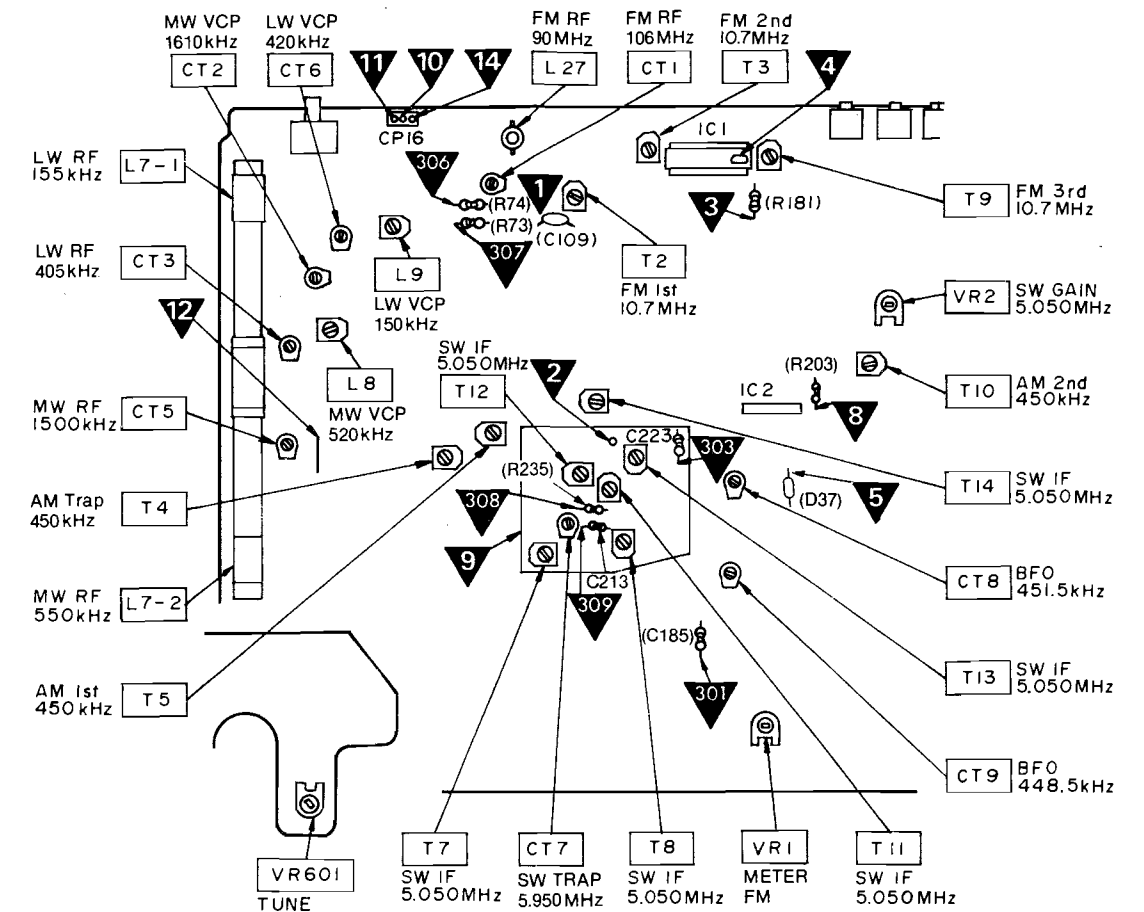 MW VCP
1610kHz
CT2
LW VCP
420kHz
CT6
11
10
14
FM RF
90MHz
L27
FM RF
106MHz
CT1
FM 2nd
10.7MHz
T3
4
CP16
IC1
LW RF
155kHz
L7-1
306
(R74)
1
(R73)
307
(C109)
3
(R181)
T9
FM 3rd
10.7MHz
LW RF
405kHz
CT3
L9
LW VCP
150kHz
T2
FM 1st
10.7MHz
VR2
SW GAIN
5.050MHz
12
L8
MW VCP
520kHz
SW IF
5.050MHz
T12
2
(R203)
IC2
8
T10
AM 2nd
450kHz
MW RF
1500kHz
CT5
C223
303
AM Trap
450kHz
T4
(R235)
308
(D37)
5
T14
SW IF
5.050MHz
9
C213
309
CT8
BFO
451.5kHz
MW RF
550kHz
L7-2
(C185)
301
T13
SW IF
5.050MHz
AM 1st
450kHz
T5
CT9
BFO
448.5kHz
VR601
TUNE
T7
SW IF
5.050MHz
CT7
SW TRAP
5.950MHz
T8
SW IF
5.050MHz
VR1
METER
FM
T11
SW IF
5.050MHz